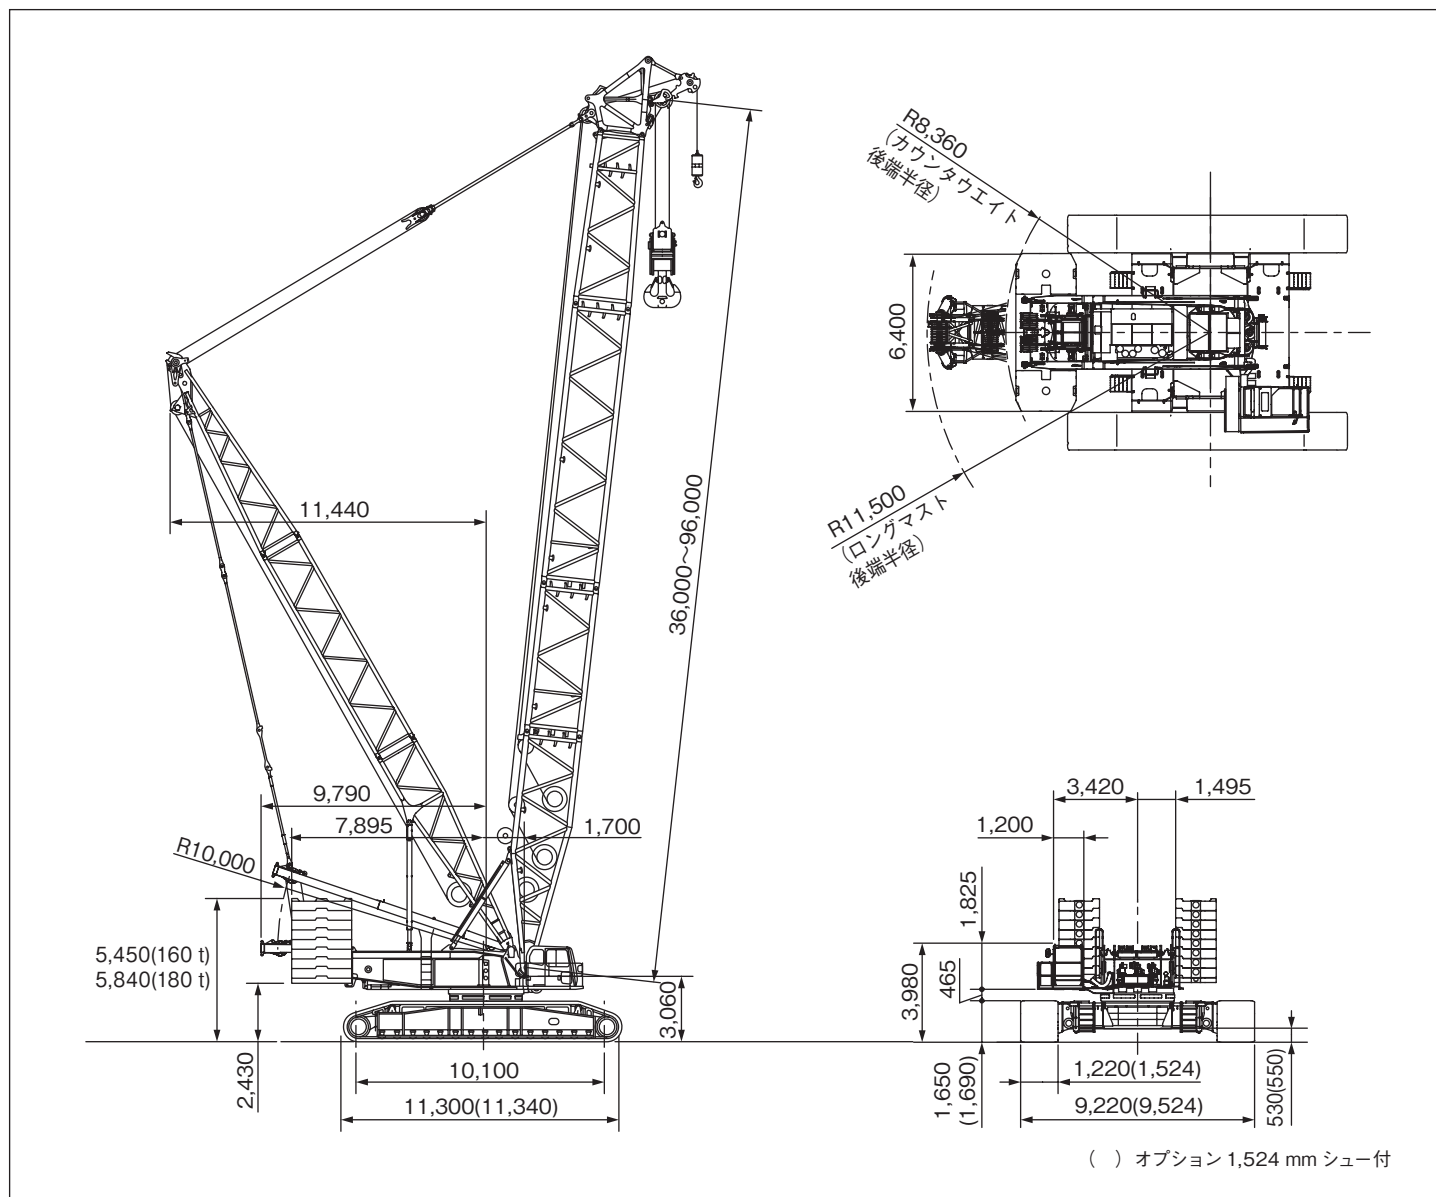 R8,360
(カウンタウエイト
後端半径)
6,400
R11,500
(ロングマスト
後端半径)
11,440
36,000～96,000
9,790
7,895
1,700
R10,000
5,450(160 t)
5,840(180 t)
2,430
3,060
10,100
11,300(11,340)
3,420
1,495
1,200
1,825
465
3,980
1,650
(1,690)
1,220(1,524)
9,220(9,524)
530(550)
(　) オプション 1,524 mm シュー付